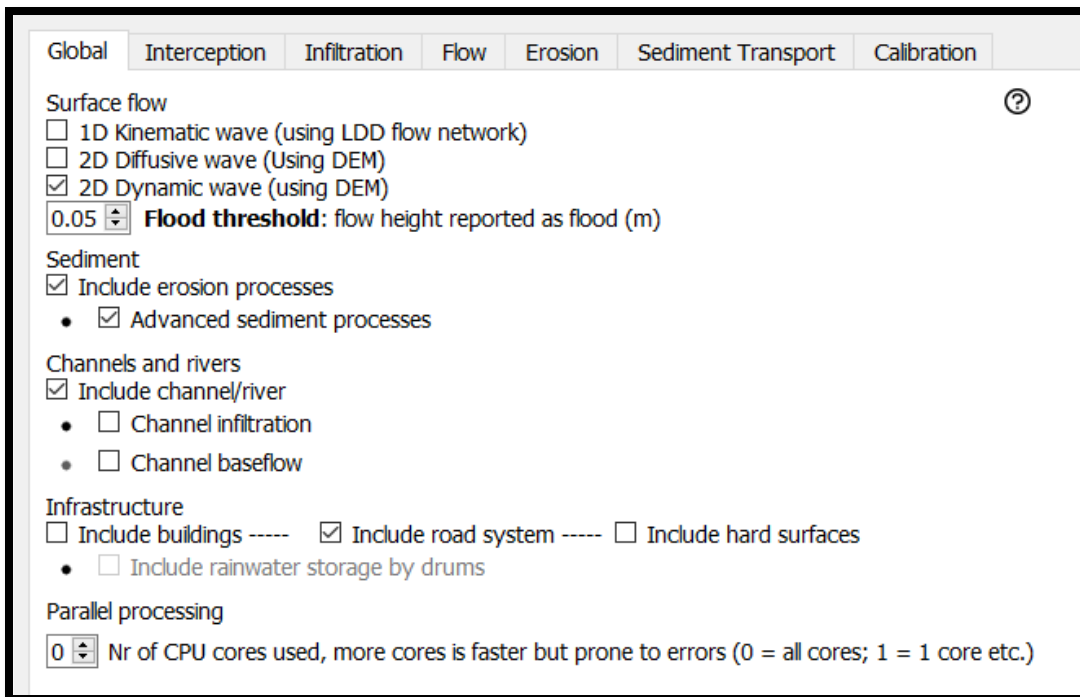 Global Interception Infiltration Flow Erosion Sediment Transport Calibration
Surface flow
1D Kinematic wave (using LDD flow network)
2D Diffusive wave (Using DEM)
2D Dynamic wave (using DEM)
0.05 Flood threshold: flow height reported as flood (m)
Sediment
Include erosion processes
Advanced sediment processes
Channels and rivers
Include channel/river
Channel infiltration
Channel baseflow
Infrastructure
Include buildings ----- Include road system ----- Include hard surfaces
Include rainwater storage by drums
Parallel processing
0 Nr of CPU cores used, more cores is faster but prone to errors (0 = all cores; 1 = 1 core etc.)